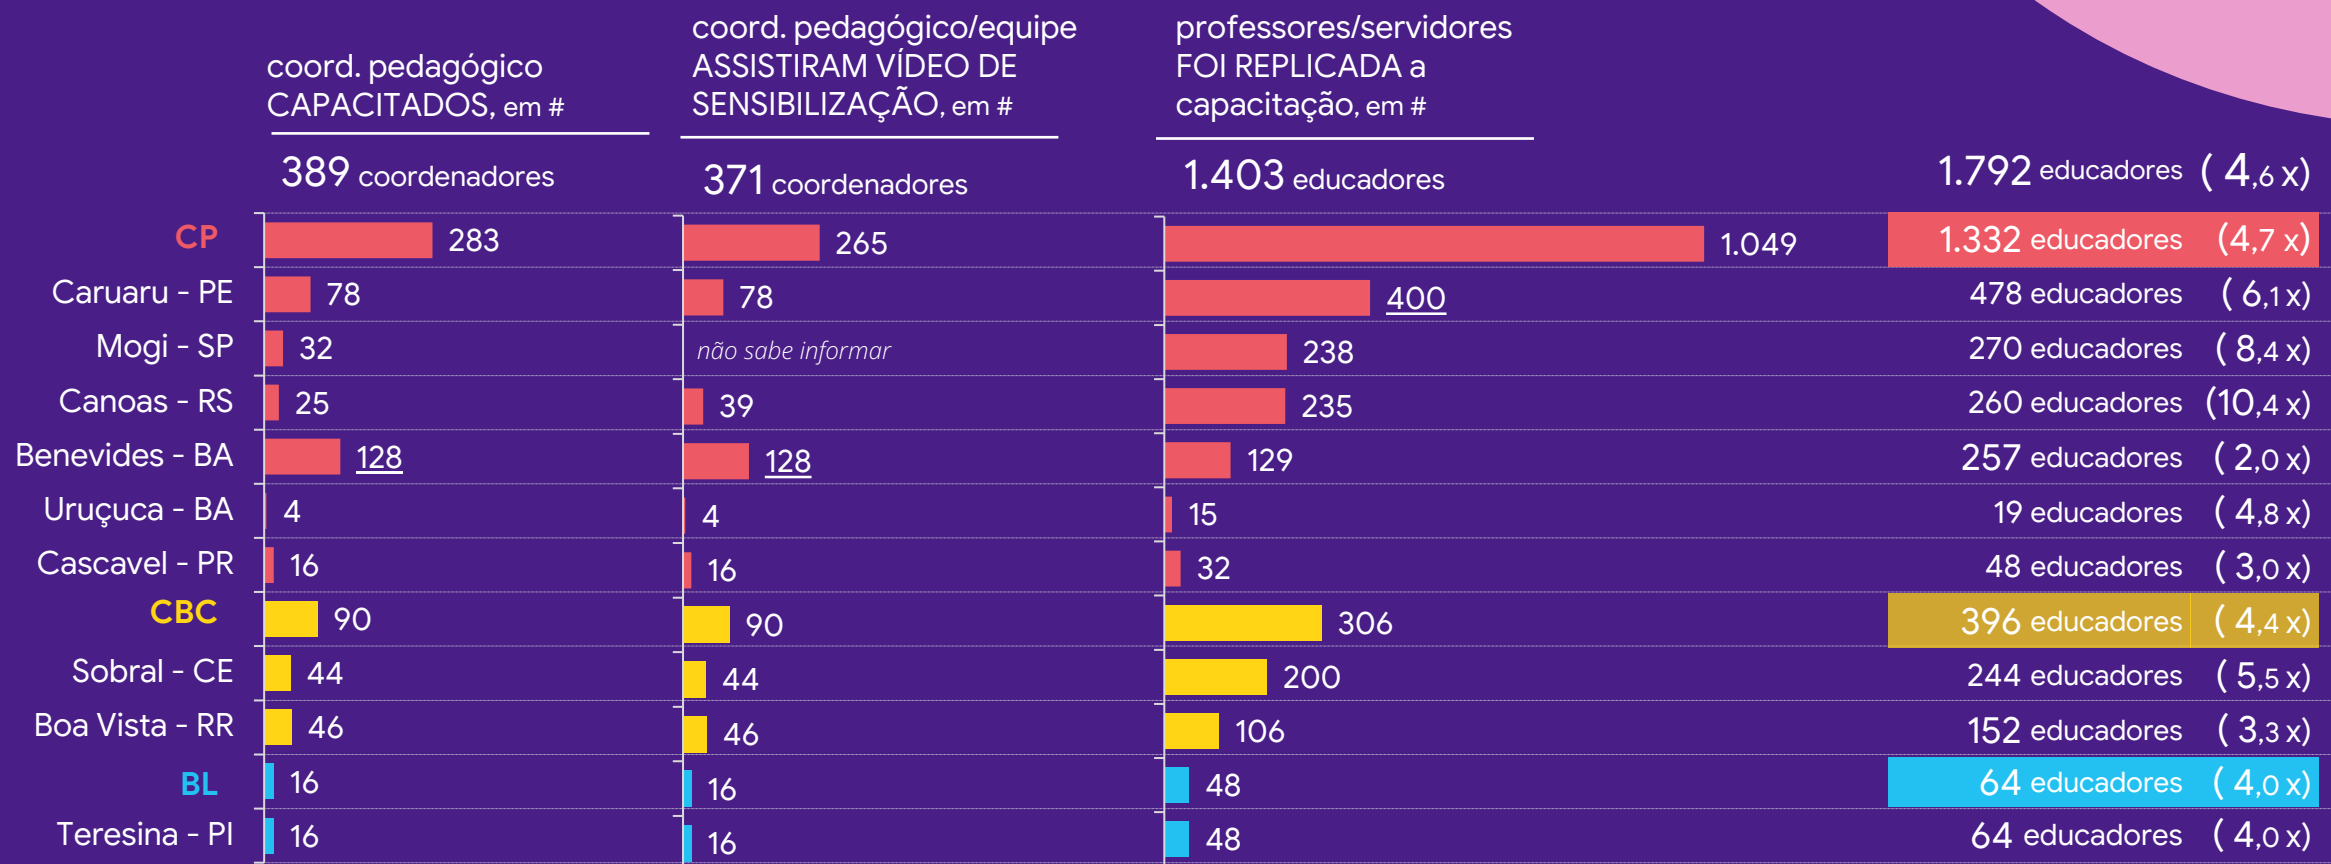 coord. pedagógico
CAPACITADOS, em #
coord. pedagógico/equipe
ASSISTIRAM VÍDEO DE
SENSIBILIZAÇÃO, em #
professores/servidores
FOI REPLICADA a
capacitação, em #
389 coordenadores
371 coordenadores
1.403 educadores
1.792 educadores ( 4,6 x)
CP 283 265 1.049 1.332 educadores (4,7 x)
Caruaru - PE 78 78 400 478 educadores ( 6,1 x)
Mogi - SP 32 não sabe informar 238 270 educadores ( 8,4 x)
Canoas - RS 25 39 235 260 educadores (10,4 x)
Benevides - BA 128 128 129 257 educadores ( 2,0 x)
Uruçuca - BA 4 4 15 19 educadores ( 4,8 x)
Cascavel - PR 16 16 32 48 educadores ( 3,0 x)
CBC 90 90 306 396 educadores ( 4,4 x)
Sobral - CE 44 44 200 244 educadores ( 5,5 x)
Boa Vista - RR 46 46 106 152 educadores ( 3,3 x)
BL 16 16 48 64 educadores ( 4,0 x)
Teresina - PI 16 16 48 64 educadores ( 4,0 x)